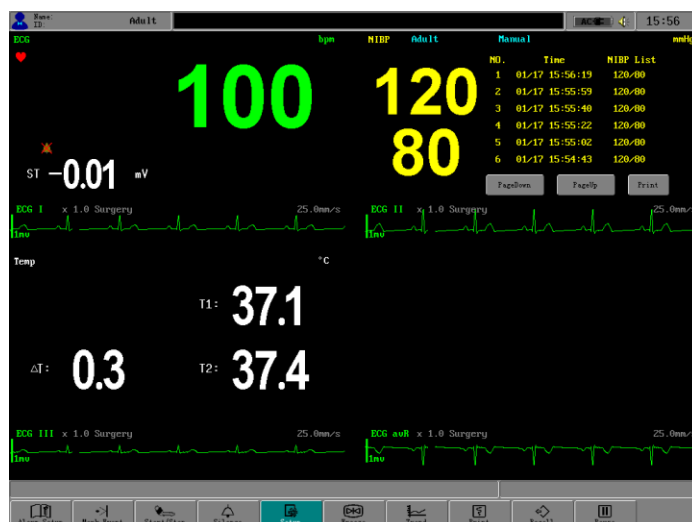 Name:
ID:
Adult
AC
15:56
ECG
bpm
100
ST -0.01 mV
NIBP Adult Manual mmHg
120
80
NO. Time NIBP List
1 01/17 15:56:19 120/80
2 01/17 15:55:59 120/80
3 01/17 15:55:40 120/80
4 01/17 15:55:22 120/80
5 01/17 15:55:02 120/80
6 01/17 15:54:43 120/80
PageDown PageUp Print
ECG I x 1.0 Surgery 25.0mm/s
1mv
ECG II x 1.0 Surgery 25.0mm/s
1mv
Temp °C
T1: 37.1
△T: 0.3 T2: 37.4
ECG III x 1.0 Surgery 25.0mm/s
1mv
ECG avR x 1.0 Surgery 25.0mm/s
1mv